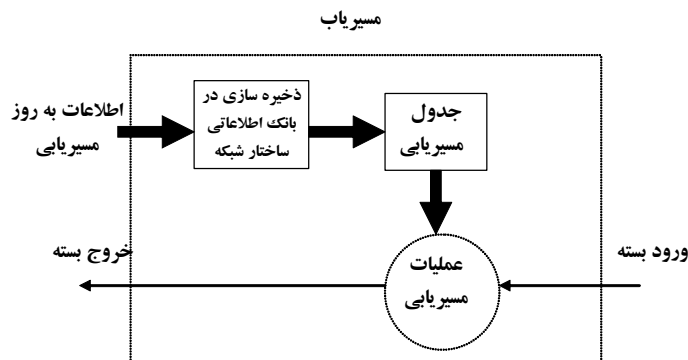 مسیریاب
اطلاعات به روز
مسیریابی
ذخیره سازی در
بانک اطلاعاتی
ساختار شبکه
جدول
مسیریابی
خروج بسته
عملیات
مسیریابی
ورود بسته